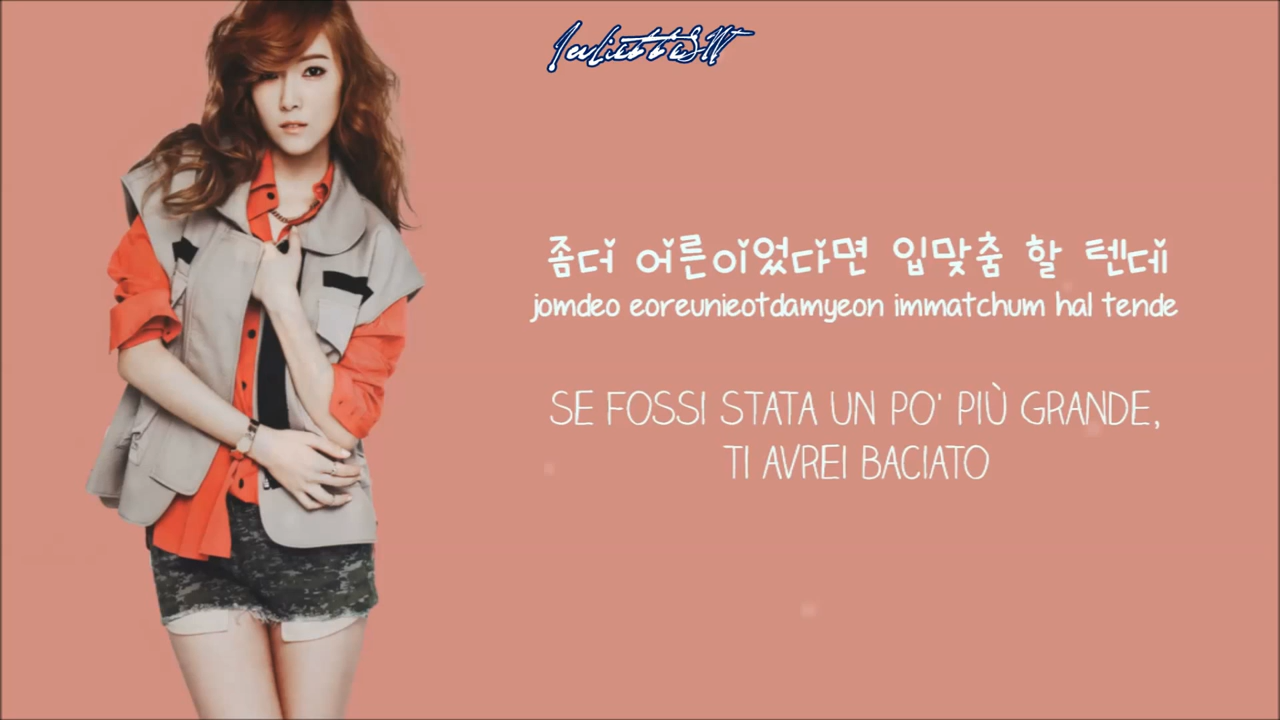 좀더 어른이었다면 입맞춤 할 텐데
jomdeo eoreunieotdamyeon immatchum hal tende
SE FOSSI STATA UN PO' PIÙ GRANDE,
TI AVREI BACIATO